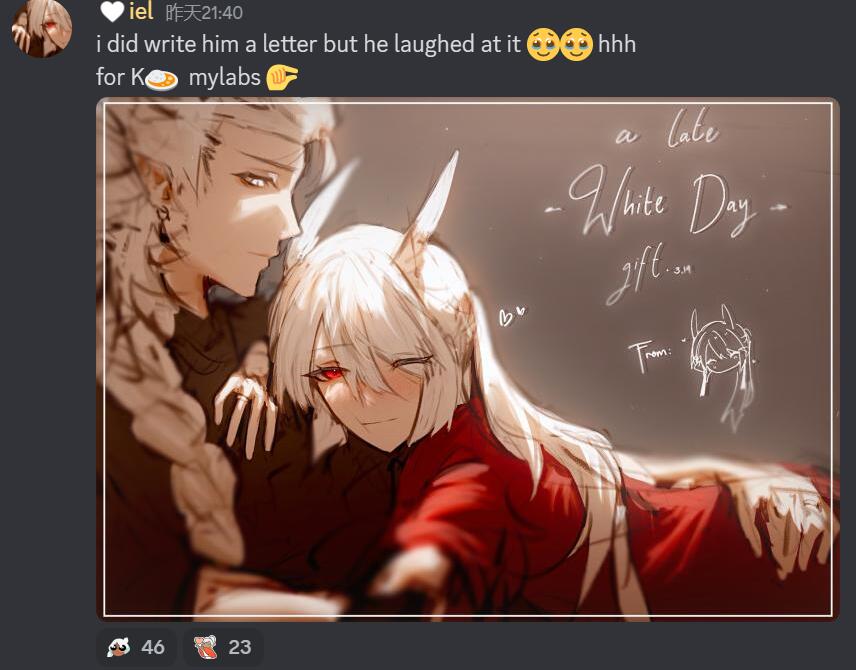 🤍iel 昨天21:40
i did write him a letter but he laughed at it 🥹🥹 hhh
for K🍛 mylabs 🫶
a late
- White Day -
gift. 3.14
From:
46 23